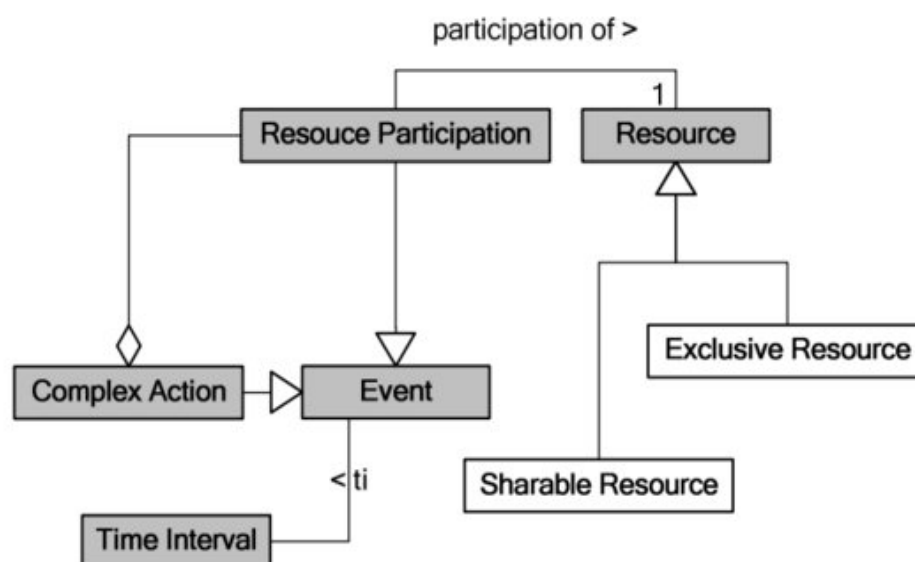 participation of >
1
Resouce Participation
Resource
Exclusive Resource
Complex Action
Event
< ti
Sharable Resource
Time Interval